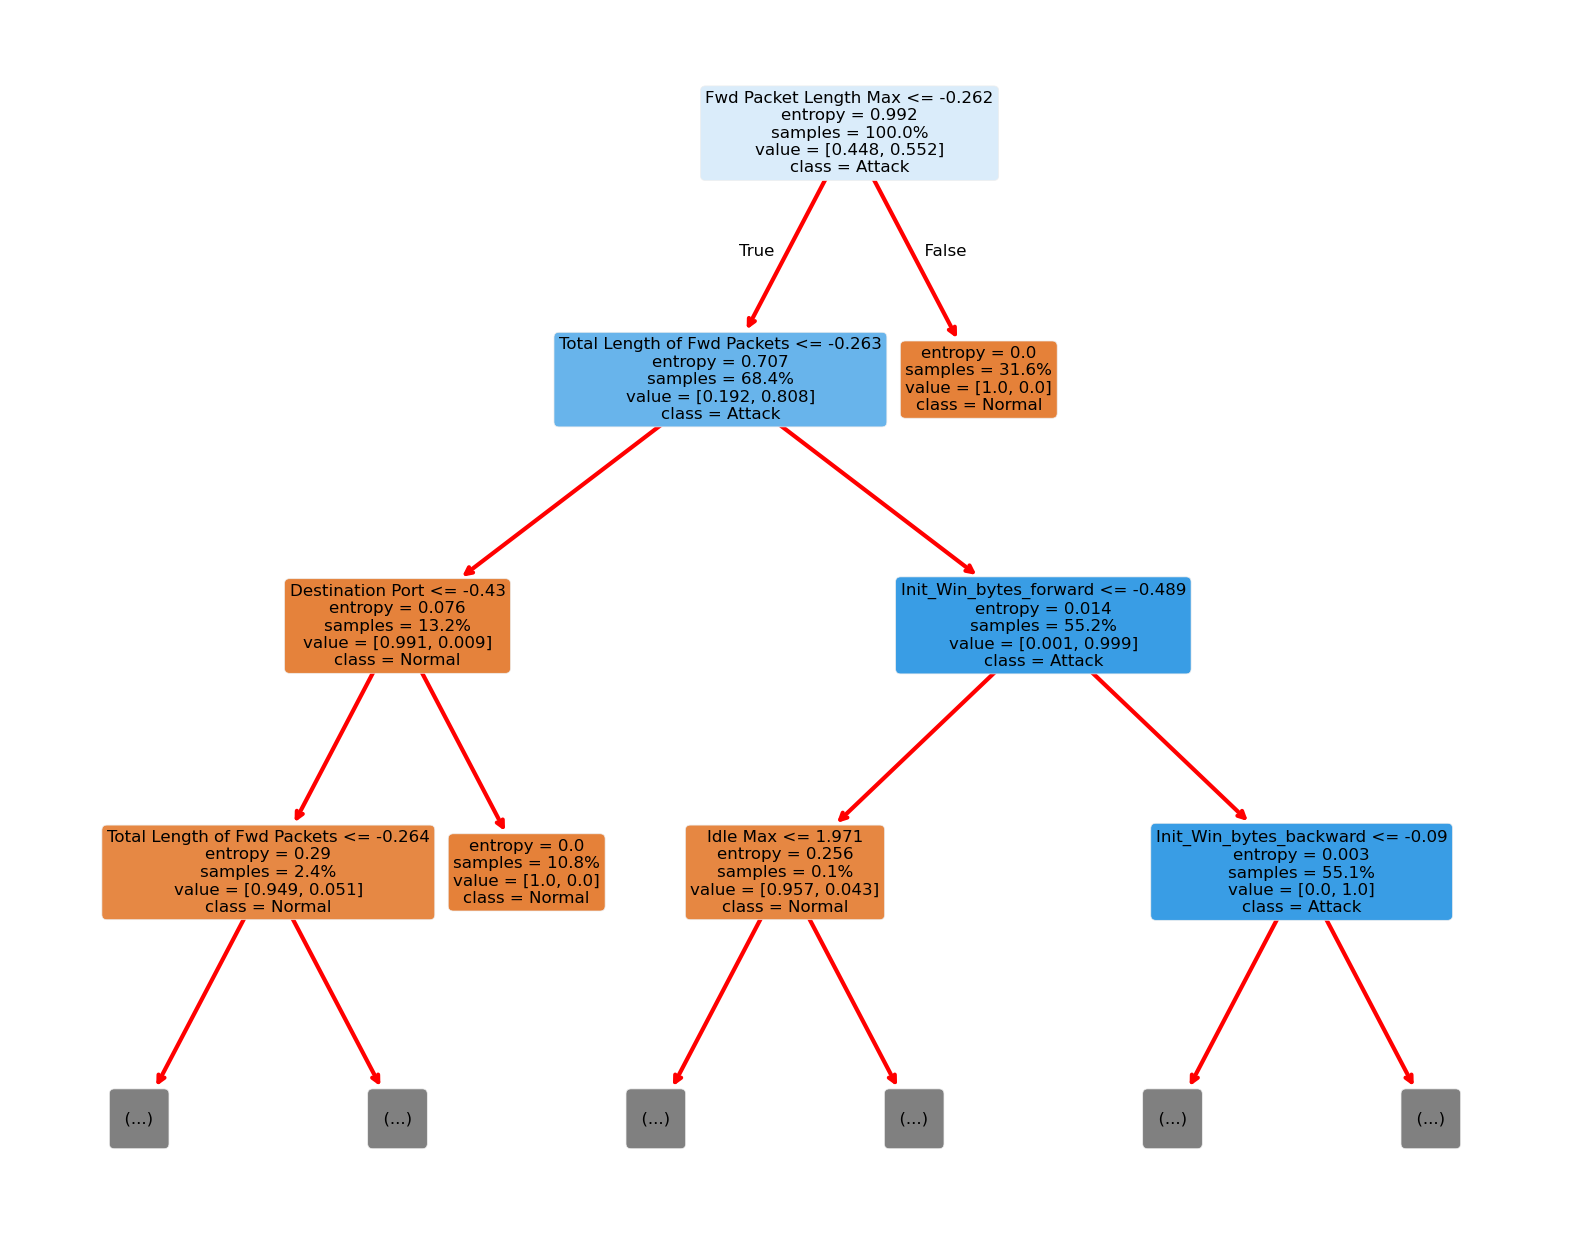 Fwd Packet Length Max <= -0.262
entropy = 0.992
samples = 100.0%
value = [0.448, 0.552]
class = Attack
True
False
Total Length of Fwd Packets <= -0.263
entropy = 0.707
samples = 68.4%
value = [0.192, 0.808]
class = Attack
entropy = 0.0
samples = 31.6%
value = [1.0, 0.0]
class = Normal
Destination Port <= -0.43
entropy = 0.076
samples = 13.2%
value = [0.991, 0.009]
class = Normal
Init_Win_bytes_forward <= -0.489
entropy = 0.014
samples = 55.2%
value = [0.001, 0.999]
class = Attack
Total Length of Fwd Packets <= -0.264
entropy = 0.29
samples = 2.4%
value = [0.949, 0.051]
class = Normal
entropy = 0.0
samples = 10.8%
value = [1.0, 0.0]
class = Normal
Idle Max <= 1.971
entropy = 0.256
samples = 0.1%
value = [0.957, 0.043]
class = Normal
Init_Win_bytes_backward <= -0.09
entropy = 0.003
samples = 55.1%
value = [0.0, 1.0]
class = Attack
(...)
(...)
(...)
(...)
(...)
(...)